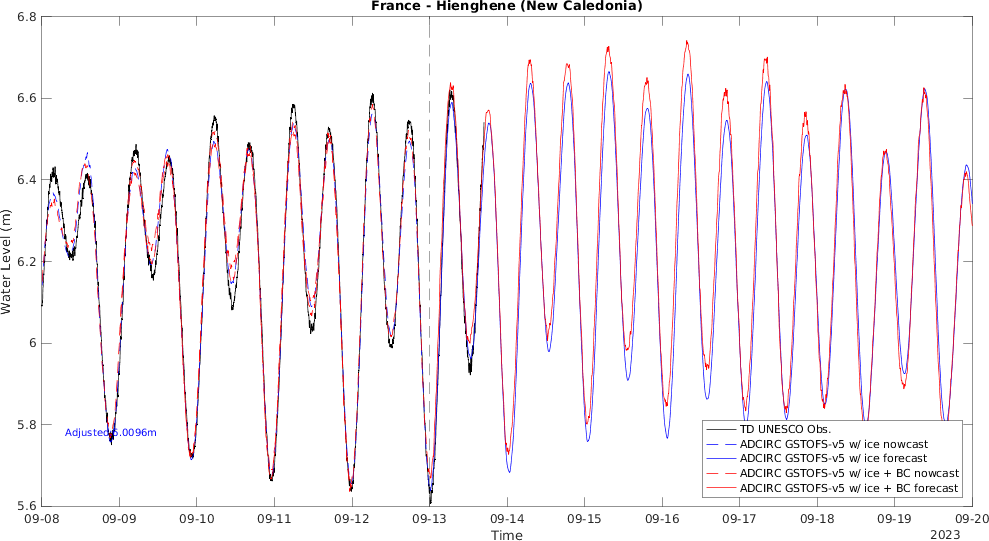 France - Hienghene (New Caledonia)
6.8
6.6
6.4
6.2
6
5.8
5.6
Water Level (m)
Adjusted 6.0096m
TD UNESCO Obs.
ADCIRC GSTOFS-v5 w/ ice nowcast
ADCIRC GSTOFS-v5 w/ ice forecast
ADCIRC GSTOFS-v5 w/ ice + BC nowcast
ADCIRC GSTOFS-v5 w/ ice + BC forecast
09-08 09-09 09-10 09-11 09-12 09-13 09-14 09-15 09-16 09-17 09-18 09-19 09-20
Time
2023